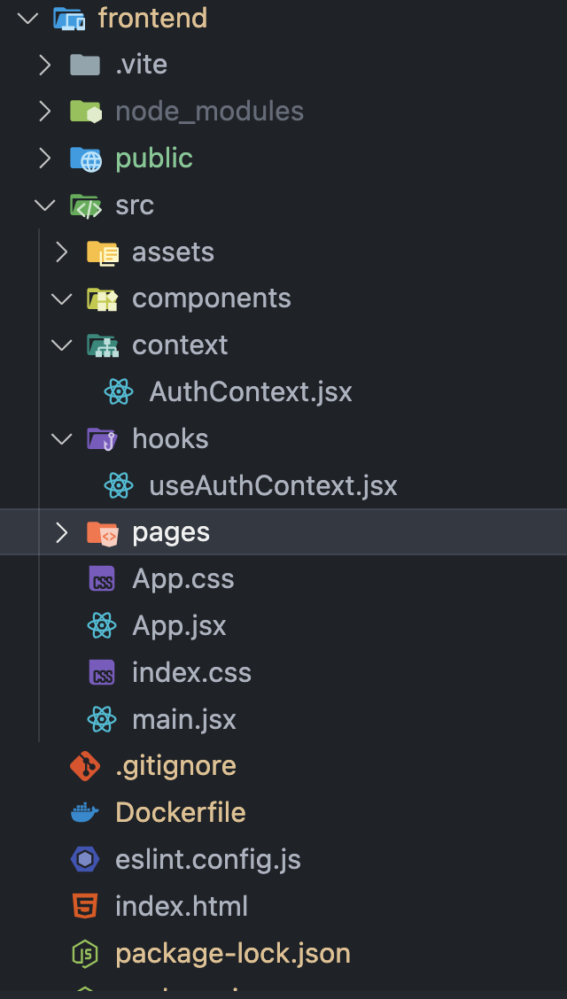 frontend
.vite
node_modules
public
src
assets
components
context
AuthContext.jsx
hooks
useAuthContext.jsx
pages
App.css
App.jsx
index.css
main.jsx
.gitignore
Dockerfile
eslint.config.js
index.html
package-lock.json